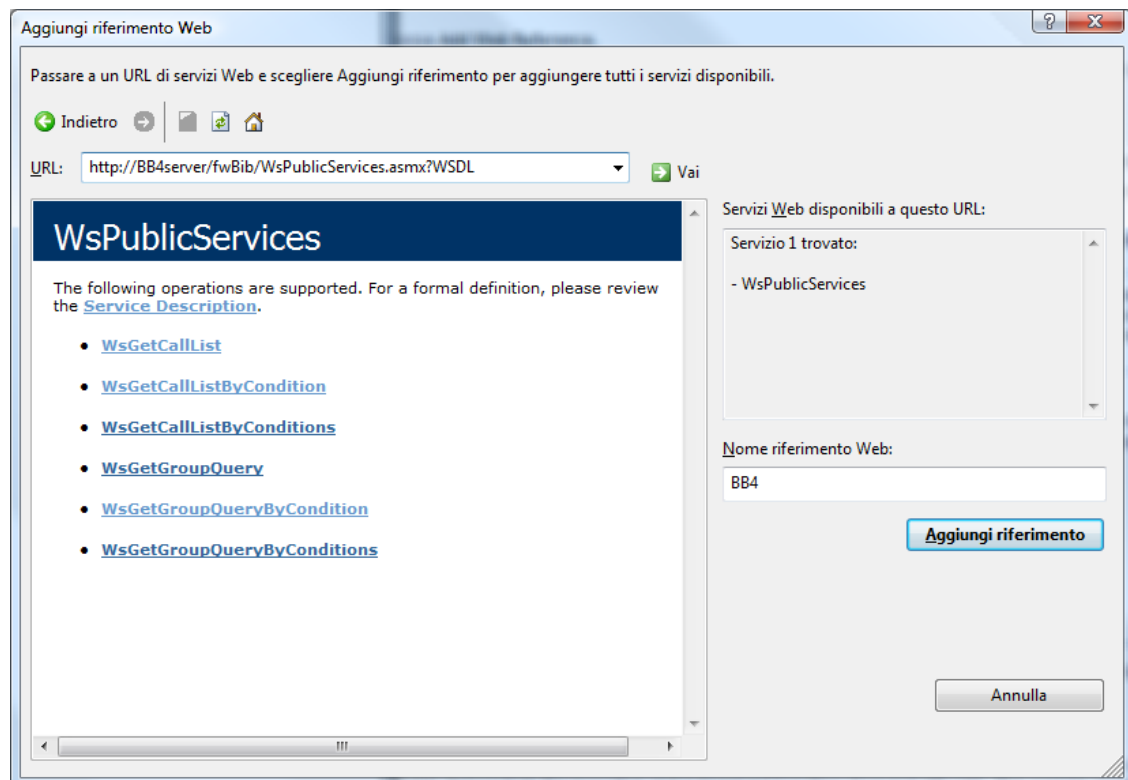 Aggiungi riferimento Web
Passare a un URL di servizi Web e scegliere Aggiungi riferimento per aggiungere tutti i servizi disponibili.
Indietro
URL: http://BB4server/fwBib/WsPublicServices.asmx?WSDL Vai
WsPublicServices
The following operations are supported. For a formal definition, please review
the Service Description.
• WsGetCallList
• WsGetCallListByCondition
• WsGetCallListByConditions
• WsGetGroupQuery
• WsGetGroupQueryByCondition
• WsGetGroupQueryByConditions
Servizi Web disponibili a questo URL:
Servizio 1 trovato:
- WsPublicServices
Nome riferimento Web:
BB4
Aggiungi riferimento
Annulla